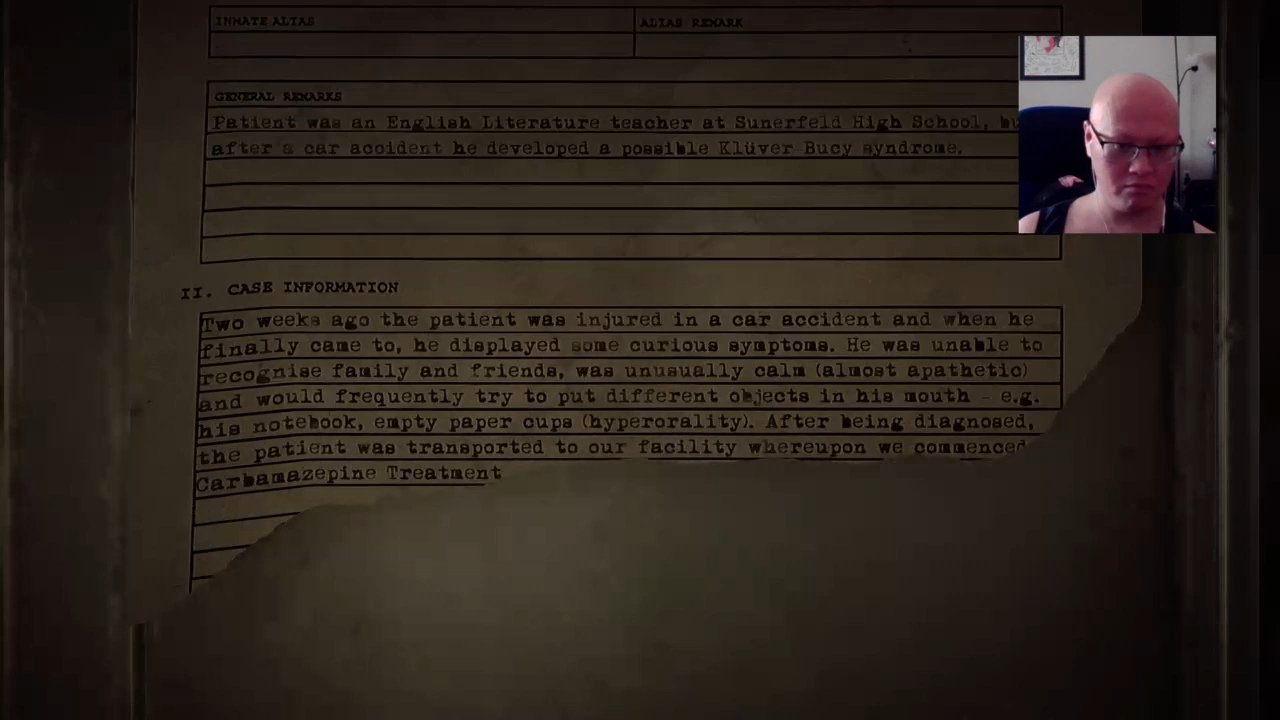 INMATE ALIAS ALIAS REMARK
GENERAL REMARKS
Patient was an English Literature teacher at Sunerfeld High School,
after a car accident he developed a possible Klüver Bucy syndrome.
II. CASE INFORMATION
Two weeks ago the patient was injured in a car accident and when he
finally came to, he displayed some curious symptoms. He was unable to
recognise family and friends, was unusually calm (almost apathetic)
and would frequently try to put different objects in his mouth - e.g.
his notebook, empty paper cups (hyperorality). After being diagnosed,
the patient was transported to our facility whereupon we commenced
Carbamazepine Treatment